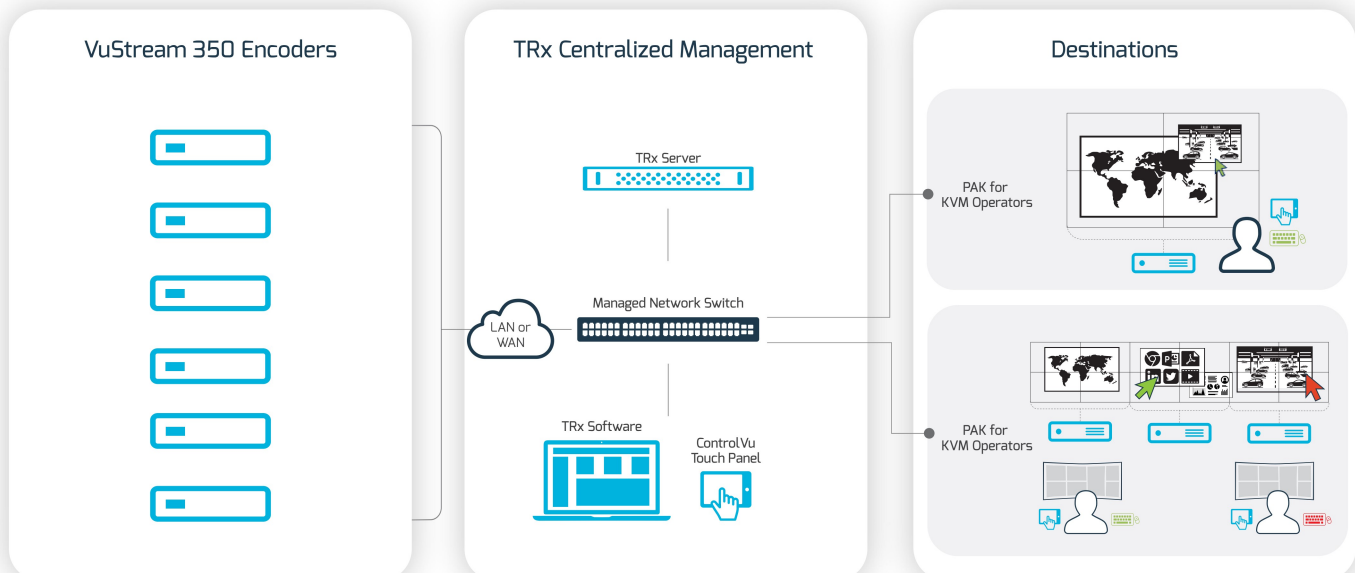 VuStream 350 Encoders
TRx Centralized Management
Destinations
TRx Server
PAK for
KVM Operators
Managed Network Switch
LAN or
WAN
TRx Software
ControlVu
Touch Panel
PAK for
KVM Operators